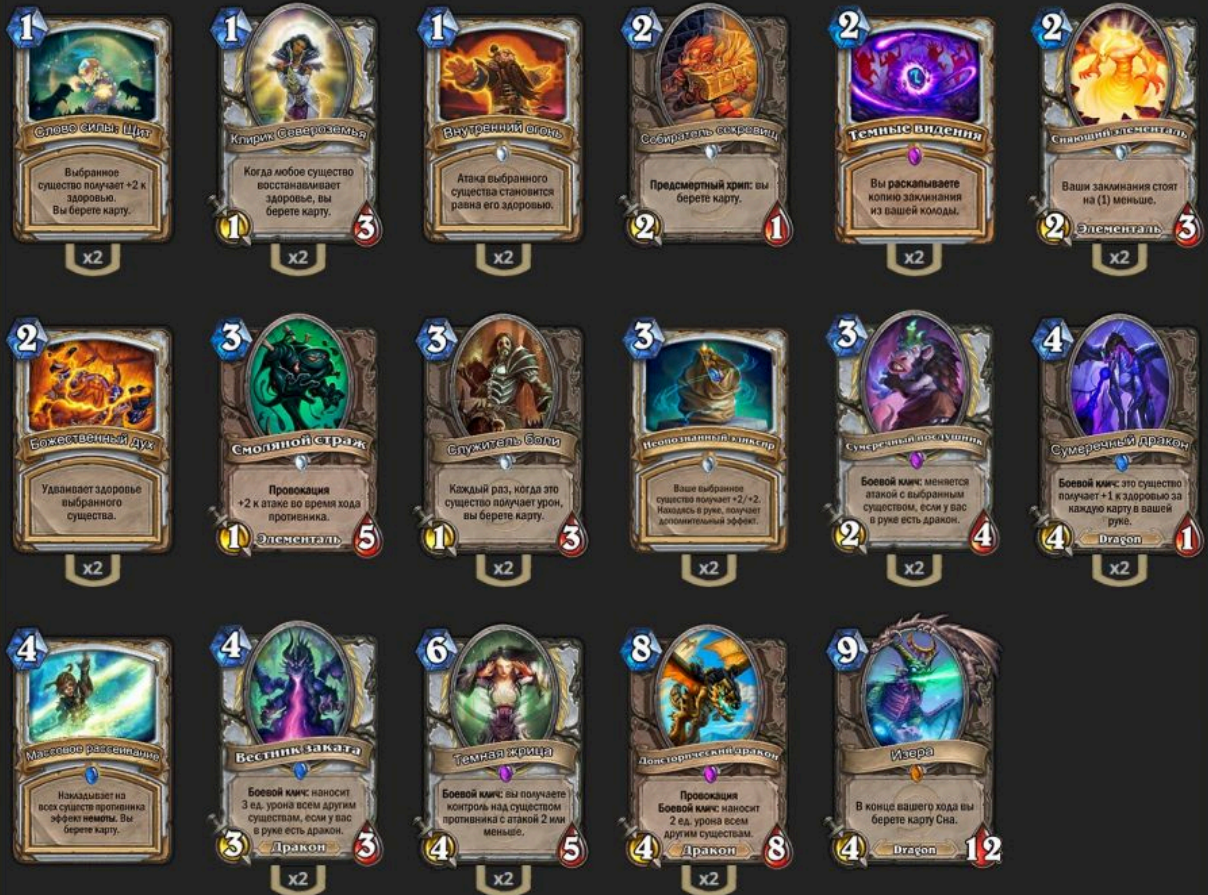 1
Слово силы: Щит
Выбранное
существо получает +2 к
здоровью.
Вы берете карту.
x2
1
Клирик Североземья
Когда любое существо
восстанавливает
здоровье, вы
берете карту.
1
3
x2
1
Внутренний огонь
Атака выбранного
существа становится
равна его здоровью.
2
Собиратель сокровищ
Предсмертный хрип: вы
берете карту.
2
1
2
Темные видения
Вы раскапываете
копию заклинания
из вашей колоды.
x2
2
Сияющий элементаль
Ваши заклинания стоят
на (1) меньше.
2
Элементаль
3
x2
2
Божественный дух
Удваивает здоровье
выбранного
существа.
x2
3
Смоляной страж
Провокация
+2 к атаке во время хода
противника.
1
Элементаль
5
3
Служитель боли
Каждый раз, когда это
существо получает урон,
вы берете карту.
1
3
x2
3
Неопознанный эликсир
Ваше выбранное
существо получает +2/+2.
Находясь в руке, получает
дополнительный эффект.
x2
3
Сумеречный послушник
Боевой клич: меняется
атакой с выбранным
существом, если у вас
в руке есть дракон.
2
4
x2
4
Сумеречный дракон
Боевой клич: это существо
получает +1 к здоровью за
каждую карту в вашей
руке.
4
Dragon
1
x2
4
Массовое рассеивание
Накладывает на
всех существ противника
эффект немоты. Вы
берете карту.
4
Вестник заката
Боевой клич: наносит
3 ед. урона всем другим
существам, если у вас
в руке есть дракон.
3
Дракон
3
x2
6
Темная жрица
Боевой клич: вы получаете
контроль над существом
противника с атакой 2 или
меньше.
4
5
8
Доисторический дракон
Провокация
Боевой клич: наносит
2 ед. урона всем
другим существам.
4
Дракон
8
x2
9
Изера
В конце вашего хода вы
берете карту Сна.
4
Dragon
12